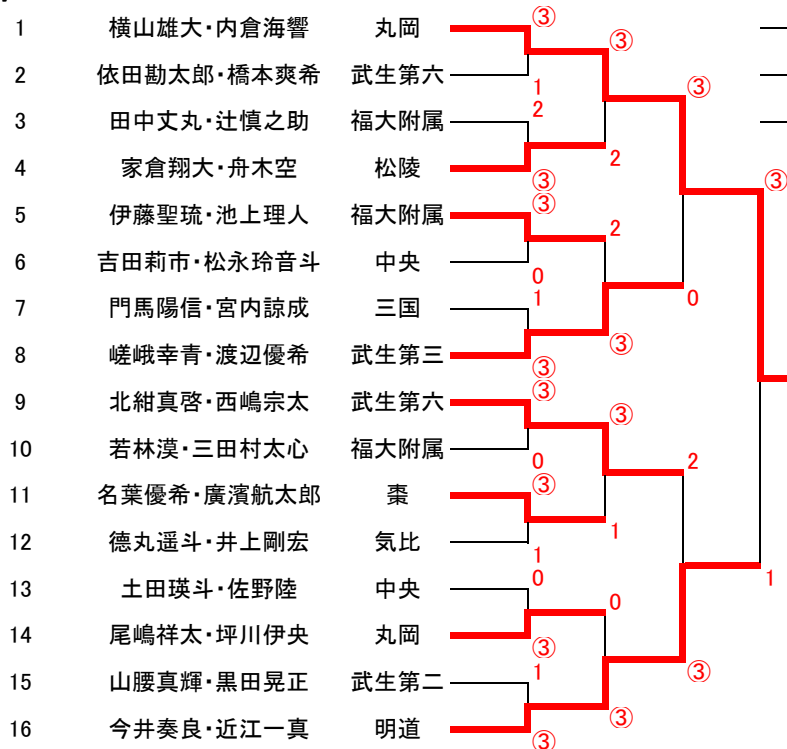 1 横山雄大・内倉海響 丸岡 ③ ③
2 依田勘太郎・橋本爽希 武生第六 1 ③
3 田中丈丸・辻慎之助 福大附属 2
4 家倉翔大・舟木空 松陵 ③ 2 ③
5 伊藤聖琉・池上理人 福大附属 ③ 2
6 吉田莉市・松永玲音斗 中央 0
7 門馬陽信・宮内諒成 三国 1 0
8 嵯峨幸青・渡辺優希 武生第三 ③ ③
9 北紺真啓・西嶋宗太 武生第六 ③ ③
10 若林漠・三田村太心 福大附属 0 2
11 名葉優希・廣濱航太郎 棗 ③
12 德丸遥斗・井上剛宏 気比 1 1
13 土田瑛斗・佐野陸 中央 0 0 1
14 尾嶋祥太・坪川伊央 丸岡 ③
15 山腰真輝・黒田晃正 武生第二 1 ③
16 今井奏良・近江一真 明道 ③ ③